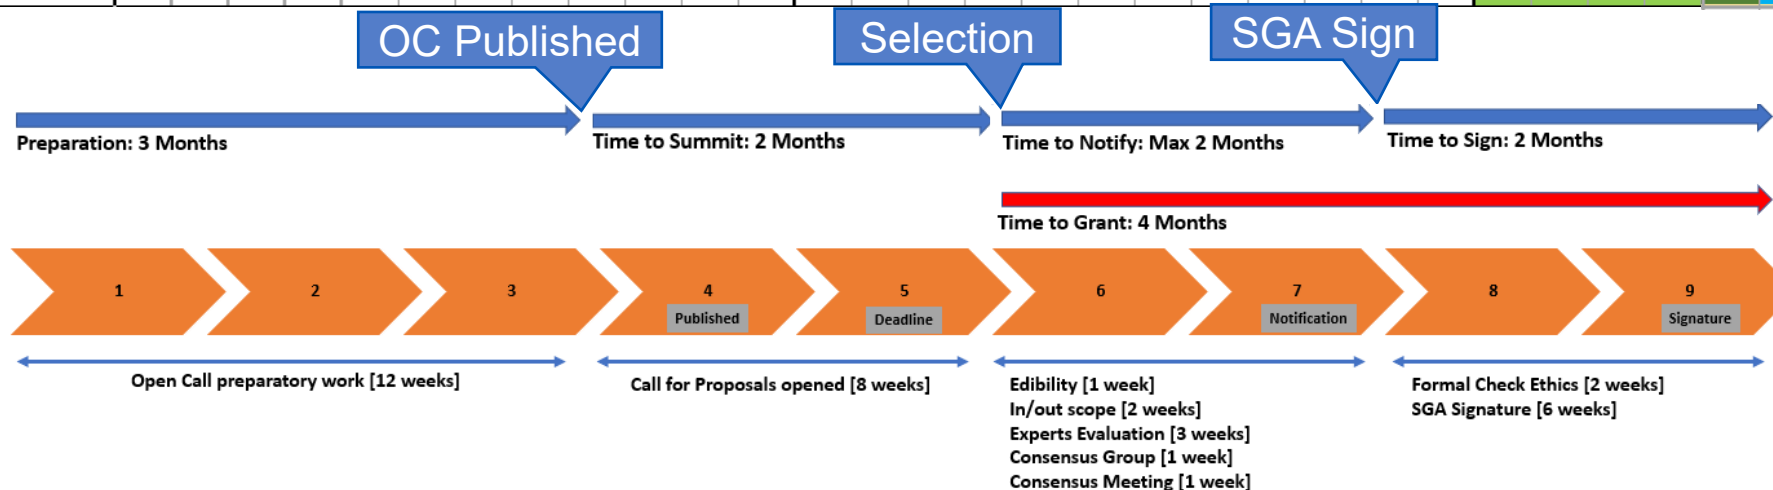 OC Published
Selection
SGA Sign
Preparation: 3 Months
Time to Summit: 2 Months
Time to Notify: Max 2 Months
Time to Sign: 2 Months
Time to Grant: 4 Months
1
2
3
4
5
6
7
8
9
Published
Deadline
Notification
Signature
Open Call preparatory work [12 weeks]
Call for Proposals opened [8 weeks]
Edibility [1 week]
In/out scope [2 weeks]
Experts Evaluation [3 weeks]
Consensus Group [1 week]
Consensus Meeting [1 week]
Formal Check Ethics [2 weeks]
SGA Signature [6 weeks]